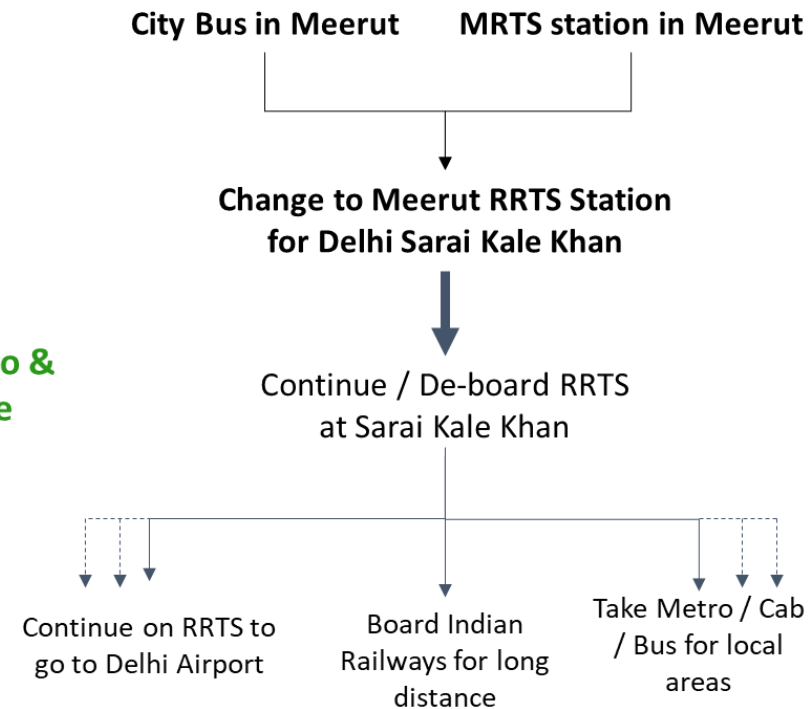 City Bus in Meerut
MRTS station in Meerut
Change to Meerut RRTS Station
for Delhi Sarai Kale Khan
o &
e
Continue / De-board RRTS
at Sarai Kale Khan
Continue on RRTS to
go to Delhi Airport
Board Indian
Railways for long
distance
Take Metro / Cab
/ Bus for local
areas